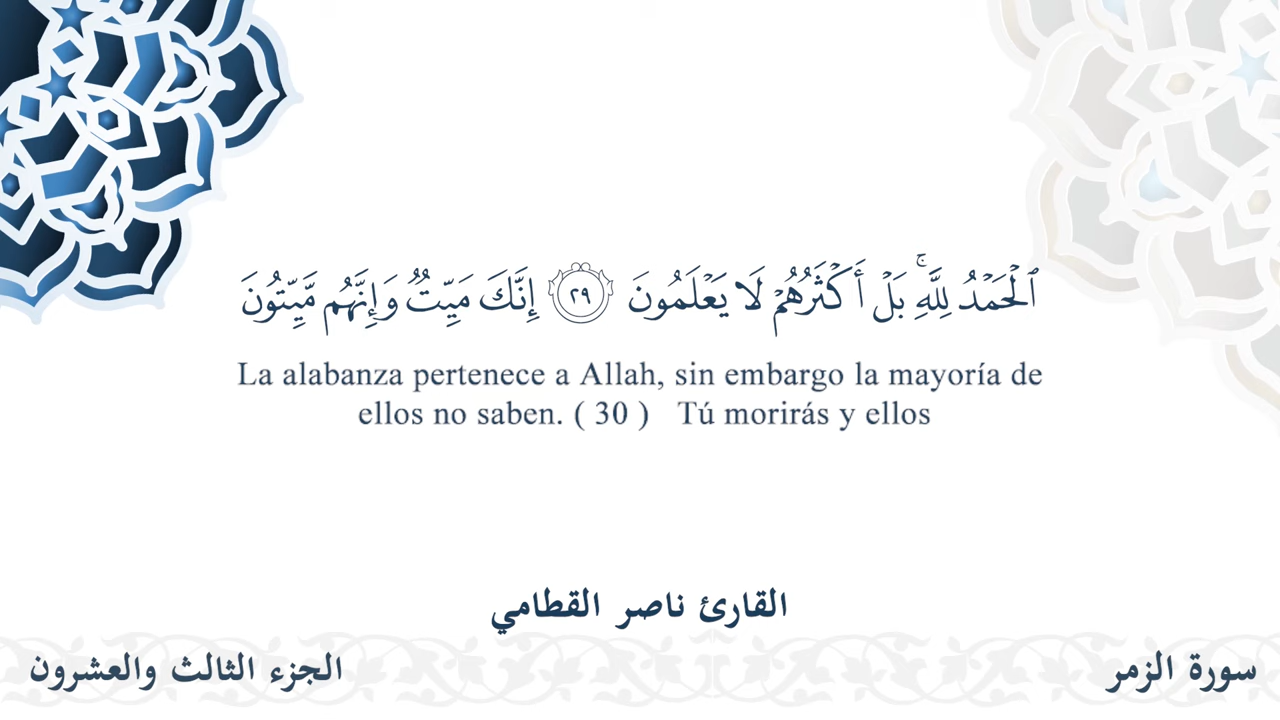 ٱلْحَمْدُ لِلَّهِ ۚ بَلْ أَكْثَرُهُمْ لَا يَعْلَمُونَ ۝٢٩ إِنَّكَ مَيِّتٌۭ وَإِنَّهُم مَّيِّتُونَ
La alabanza pertenece a Allah, sin embargo la mayoría de
ellos no saben. ( 30 ) Tú morirás y ellos
القارئ ناصر القطامي
سورة الزمر
الجزء الثالث والعشرون